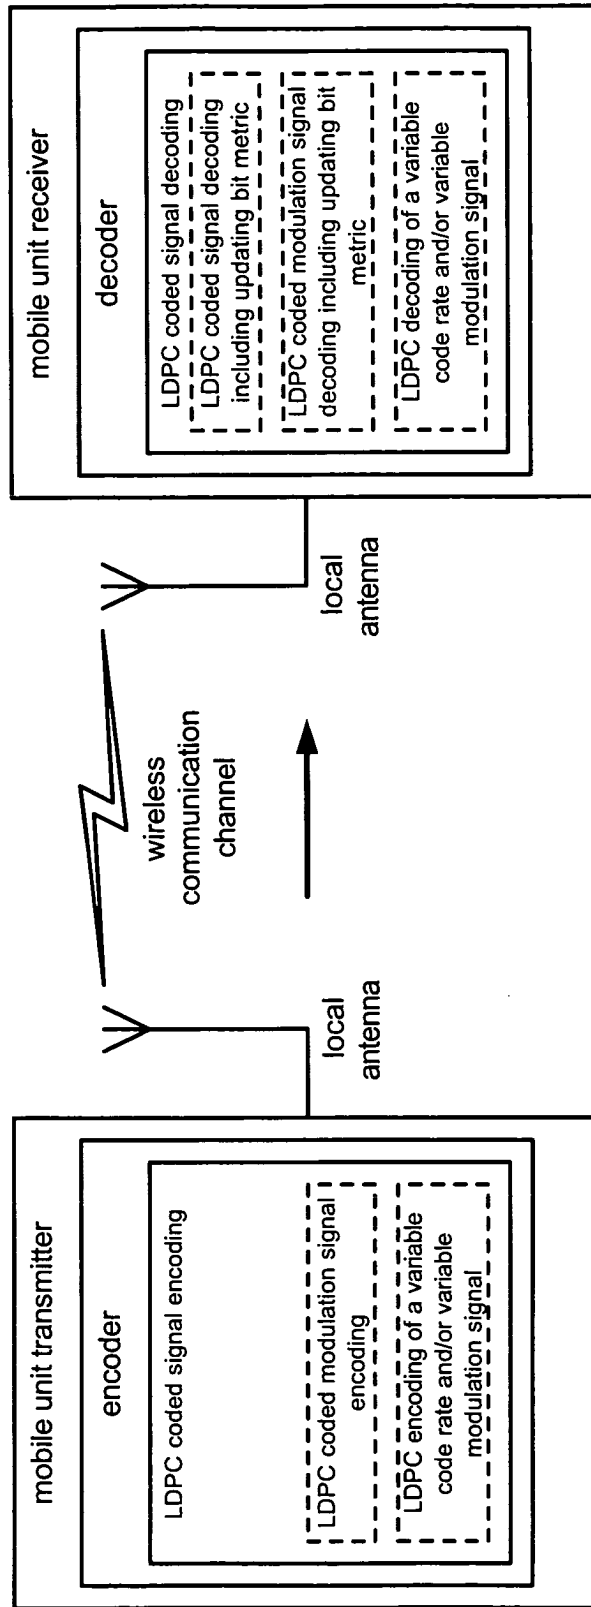 mobile unit transmitter
encoder
LDPC coded signal encoding
LDPC coded modulation signal
encoding
LDPC encoding of a variable
code rate and/or variable
modulation signal
local
antenna
wireless
communication
channel
local
antenna
mobile unit receiver
decoder
LDPC coded signal decoding
LDPC coded signal decoding
including updating bit metric
LDPC coded modulation signal
decoding including updating bit
metric
LDPC decoding of a variable
code rate and/or variable
modulation signal